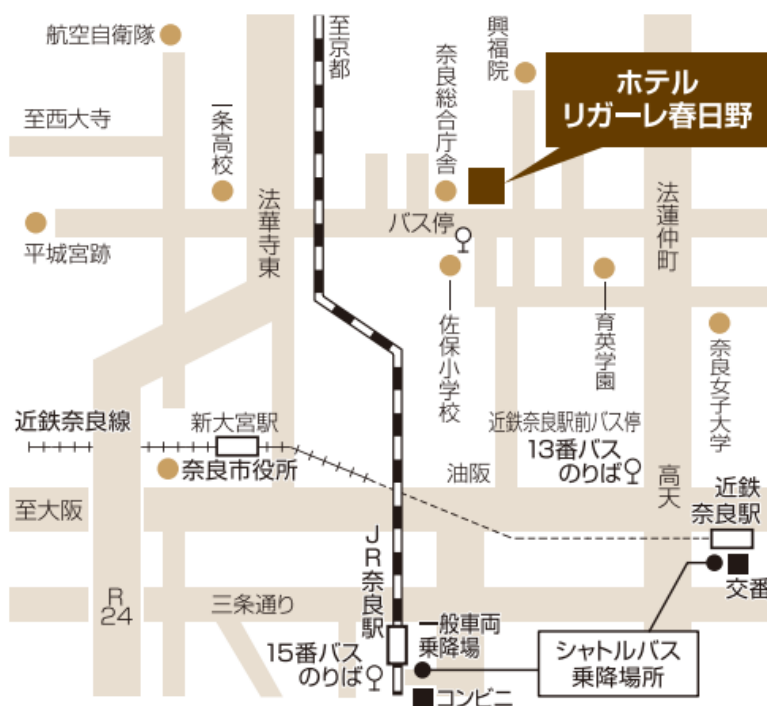 航空自衛隊
至京都
興福院
ホテル
リガーレ春日野
至西大寺
一条高校
奈良総合庁舎
法華寺東
法蓮仲町
バス停
平城宮跡
佐保小学校
育英学園
奈良女子大学
近鉄奈良線
新大宮駅
近鉄奈良駅前バス停
13番バス
のりば
奈良市役所
油阪
高天
近鉄
奈良駅
至大阪
JR奈良駅
交番
R
24
三条通り
一般車両
乗降場
15番バス
のりば
シャトルバス
乗降場所
コンビニ